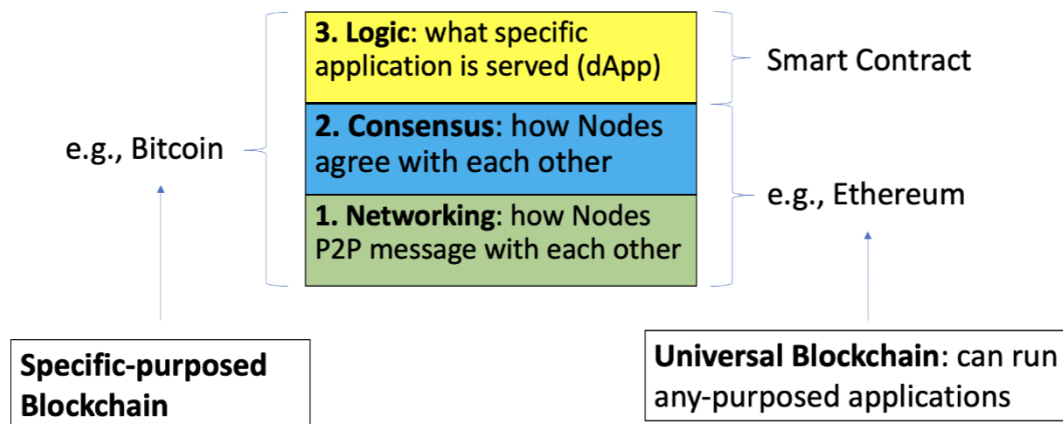 3. Logic: what specific
application is served (dApp)
Smart Contract
2. Consensus: how Nodes
agree with each other
e.g., Bitcoin
e.g., Ethereum
1. Networking: how Nodes
P2P message with each other
Specific-purposed
Blockchain
Universal Blockchain: can run
any-purposed applications